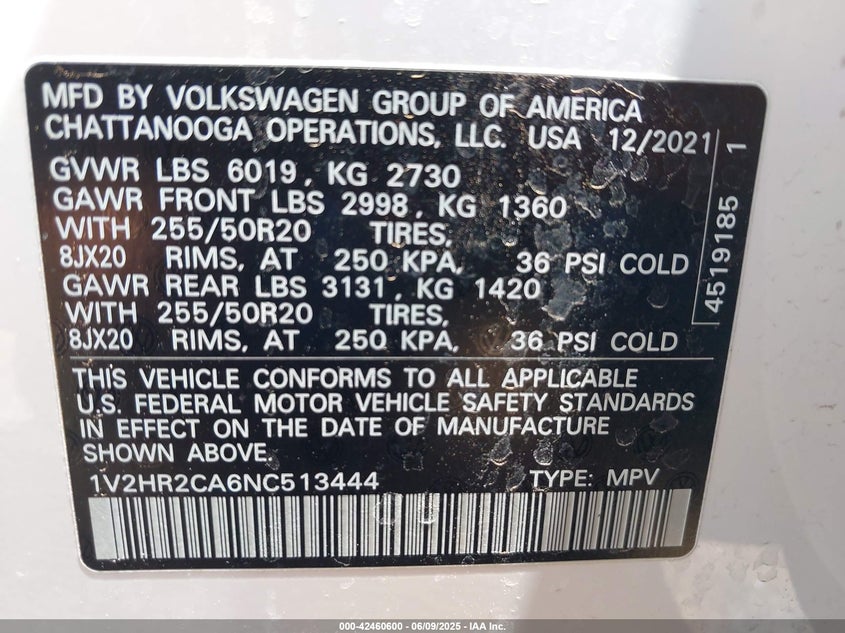 MFD BY VOLKSWAGEN GROUP OF AMERICA
CHATTANOOGA OPERATIONS, LLC. USA 12/2021
GVWR LBS 6019, KG 2730
GAWR FRONT LBS 2998, KG 1360
WITH 255/50R20 TIRES,
8JX20 RIMS, AT 250 KPA, 36 PSI COLD
GAWR REAR LBS 3131, KG 1420
WITH 255/50R20 TIRES,
8JX20 RIMS, AT 250 KPA, 36 PSI COLD
4519185 1
THIS VEHICLE CONFORMS TO ALL APPLICABLE
U.S. FEDERAL MOTOR VEHICLE SAFETY STANDARDS
IN EFFECT ON THE DATE OF MANUFACTURE
SHOWN ABOVE.
1V2HR2CA6NC513444 TYPE: MPV
000-42460600 - 06/09/2025 - IAA Inc.